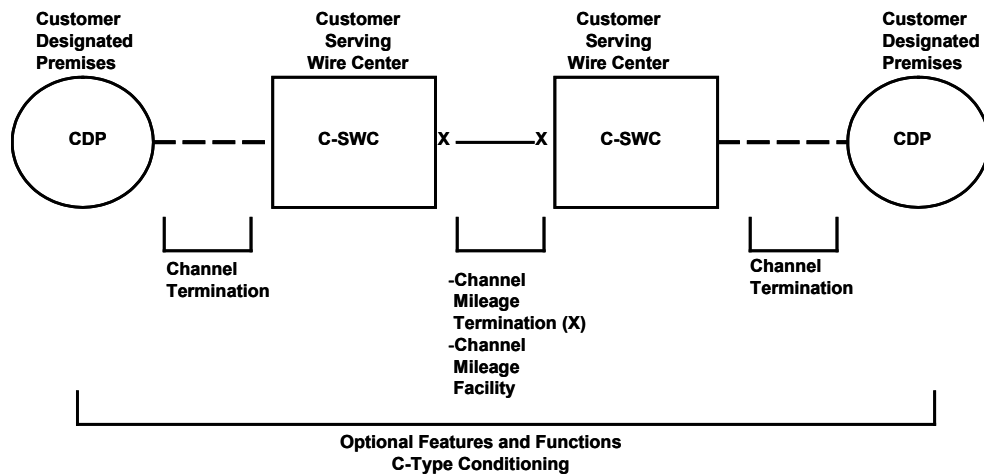 Customer
Designated
Premises
Customer
Serving
Wire Center
Customer
Serving
Wire Center
Customer
Designated
Premises
CDP
C-SWC
X
X
C-SWC
CDP
Channel
Termination
-Channel
Mileage
Termination (X)
-Channel
Mileage
Facility
Channel
Termination
Optional Features and Functions
C-Type Conditioning